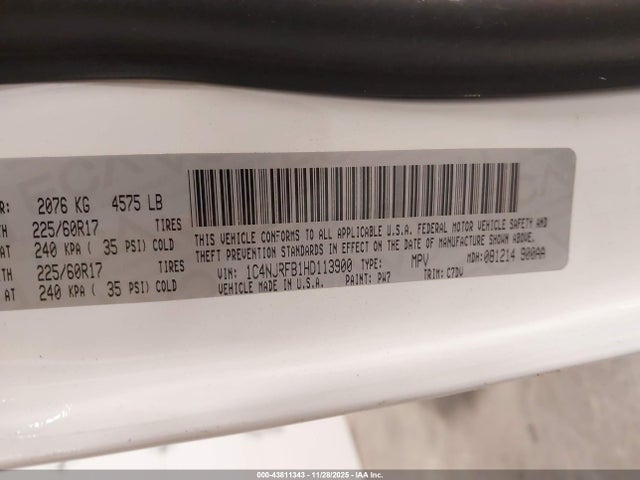 R: 2076 KG 4575 LB
TH 225/60R17 TIRES
AT 240 KPA ( 35 PSI) COLD
TH 225/60R17 TIRES
AT 240 KPA ( 35 PSI) COLD
THIS VEHICLE CONFORMS TO ALL APPLICABLE U.S.A. FEDERAL MOTOR VEHICLE SAFETY AND
THEFT PREVENTION STANDARDS IN EFFECT ON THE DATE OF MANUFACTURE SHOWN ABOVE.
VIN: 1C4NJRFB1HD113900 TYPE: MPV MDH: 081214 900AA
VEHICLE MADE IN U.S.A. PAINT: PW7 TRIM: C7DV
000-43811343 | 11/28/2025 | IAA Inc.